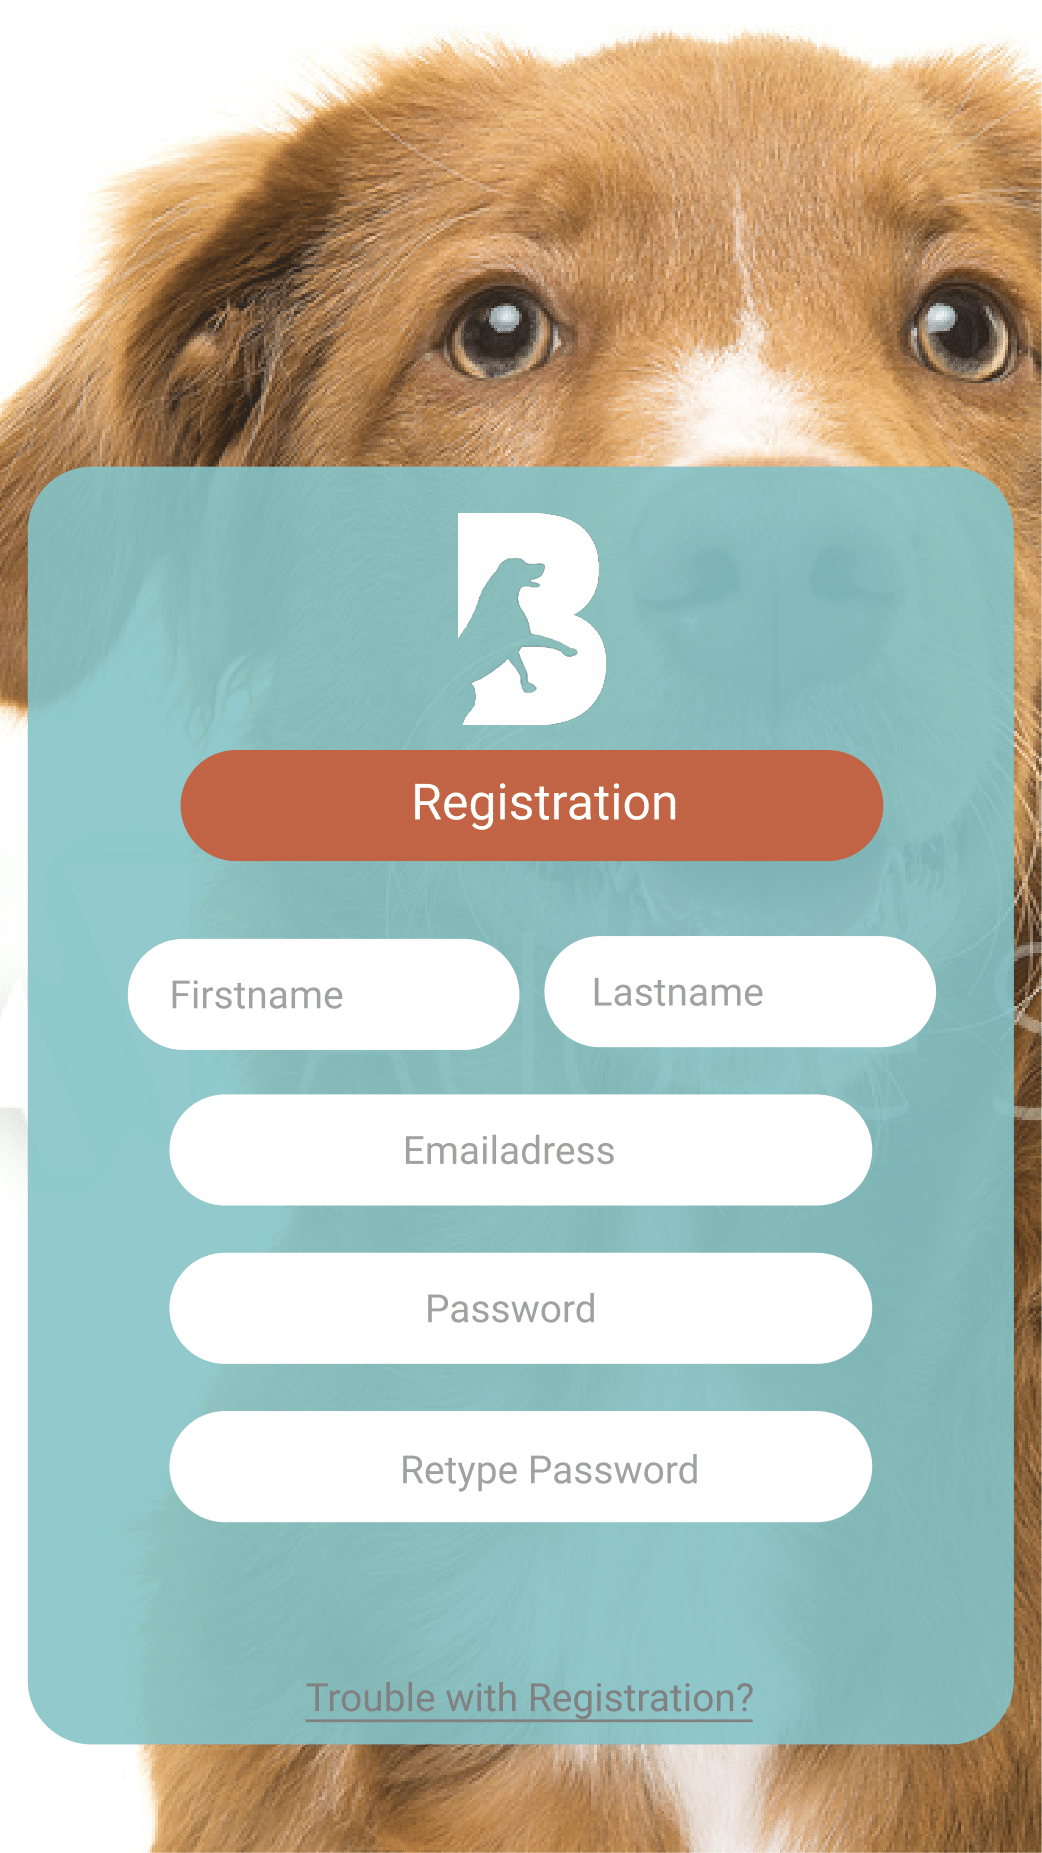 B
Registration
Firstname
Lastname
Emailadress
Password
Retype Password
Trouble with Registration?